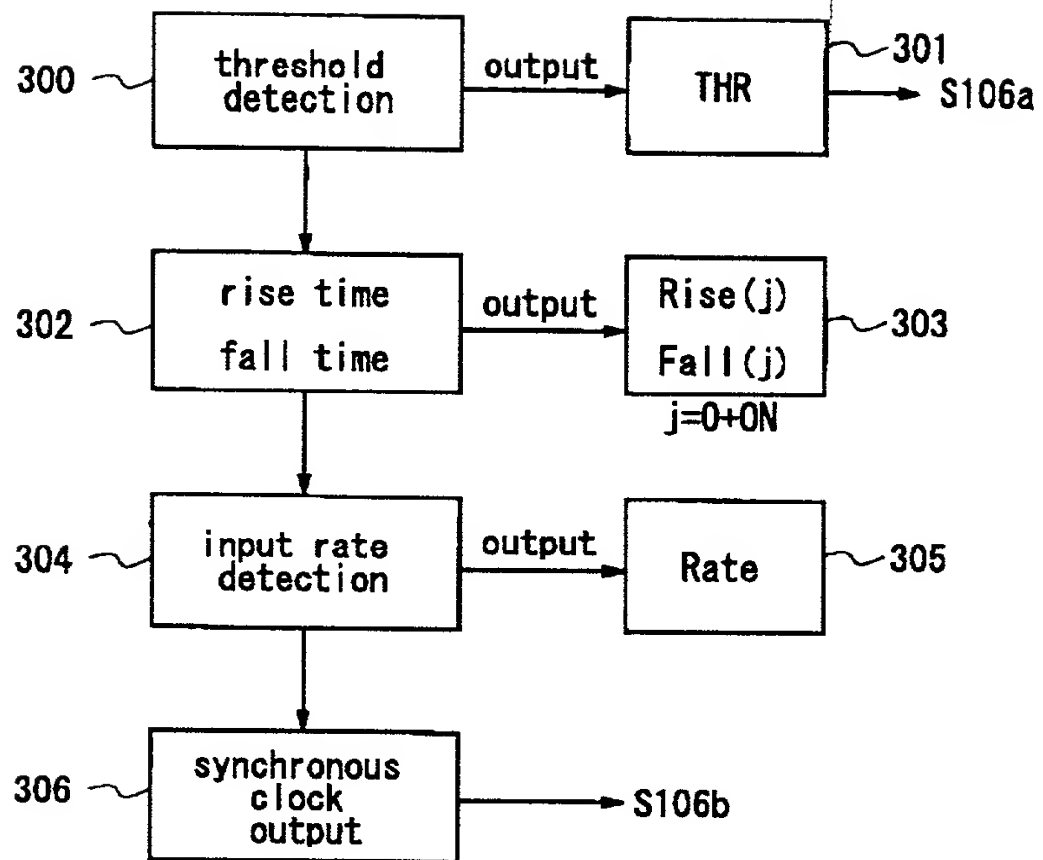 300
threshold
detection
output
THR
301
S106a
302
rise time
fall time
output
Rise(j)
Fall(j)
303
j=0+0N
304
input rate
detection
output
Rate
305
306
synchronous
clock
output
S106b